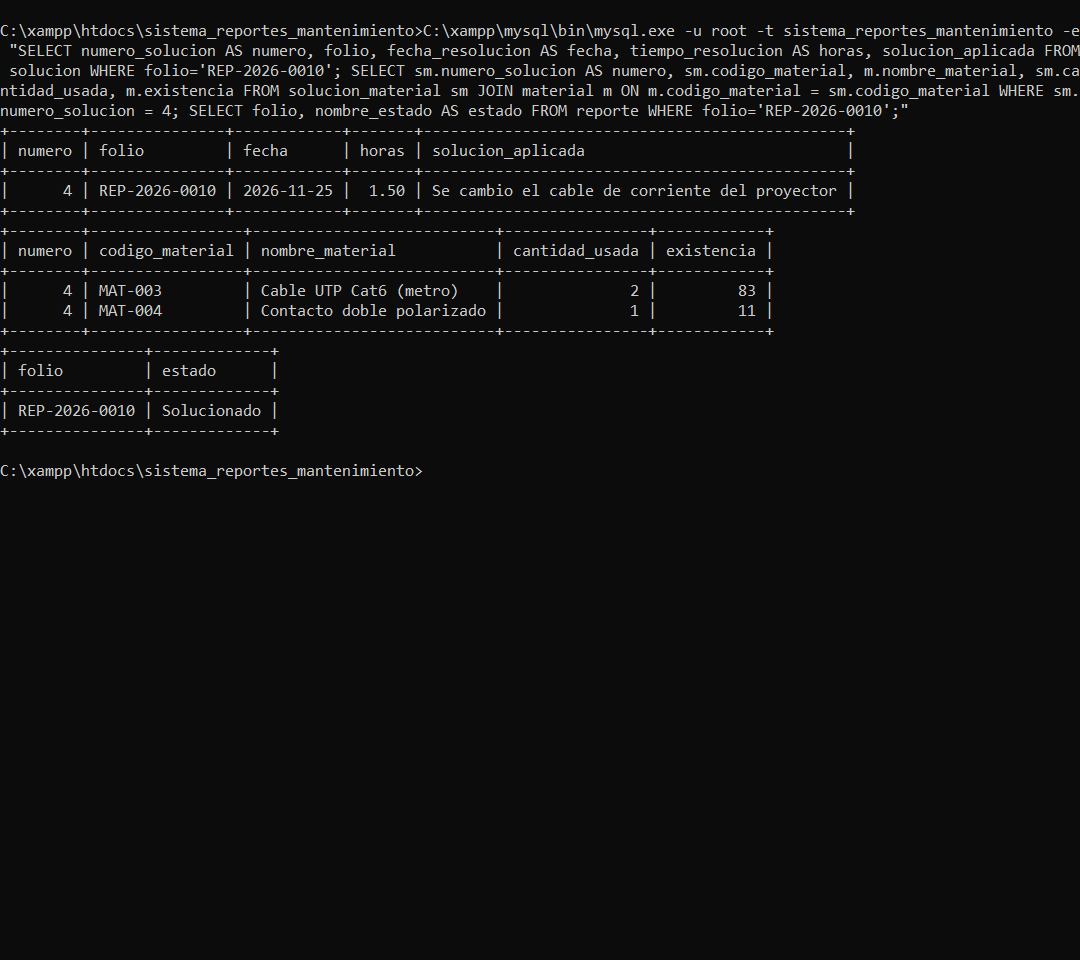 C:\xampp\htdocs\sistema_reportes_mantenimiento>C:\xampp\mysql\bin\mysql.exe -u root -t sistema_reportes_mantenimiento -e
 "SELECT numero_solucion AS numero, folio, fecha_resolucion AS fecha, tiempo_resolucion AS horas, solucion_aplicada FROM
 solucion WHERE folio='REP-2026-0010'; SELECT sm.numero_solucion AS numero, sm.codigo_material, m.nombre_material, sm.ca
ntidad_usada, m.existencia FROM solucion_material sm JOIN material m ON m.codigo_material = sm.codigo_material WHERE sm.
numero_solucion = 4; SELECT folio, nombre_estado AS estado FROM reporte WHERE folio='REP-2026-0010';"
+--------+---------------+------------+-------+-----------------------------------------------+
| numero | folio         | fecha      | horas | solucion_aplicada                             |
+--------+---------------+------------+-------+-----------------------------------------------+
|      4 | REP-2026-0010 | 2026-11-25 |  1.50 | Se cambio el cable de corriente del proyector |
+--------+---------------+------------+-------+-----------------------------------------------+
+--------+-----------------+---------------------------+----------------+------------+
| numero | codigo_material | nombre_material           | cantidad_usada | existencia |
+--------+-----------------+---------------------------+----------------+------------+
|      4 | MAT-003         | Cable UTP Cat6 (metro)    |              2 |         83 |
|      4 | MAT-004         | Contacto doble polarizado |              1 |         11 |
+--------+-----------------+---------------------------+----------------+------------+
+---------------+-------------+
| folio         | estado      |
+---------------+-------------+
| REP-2026-0010 | Solucionado |
+---------------+-------------+
C:\xampp\htdocs\sistema_reportes_mantenimiento>